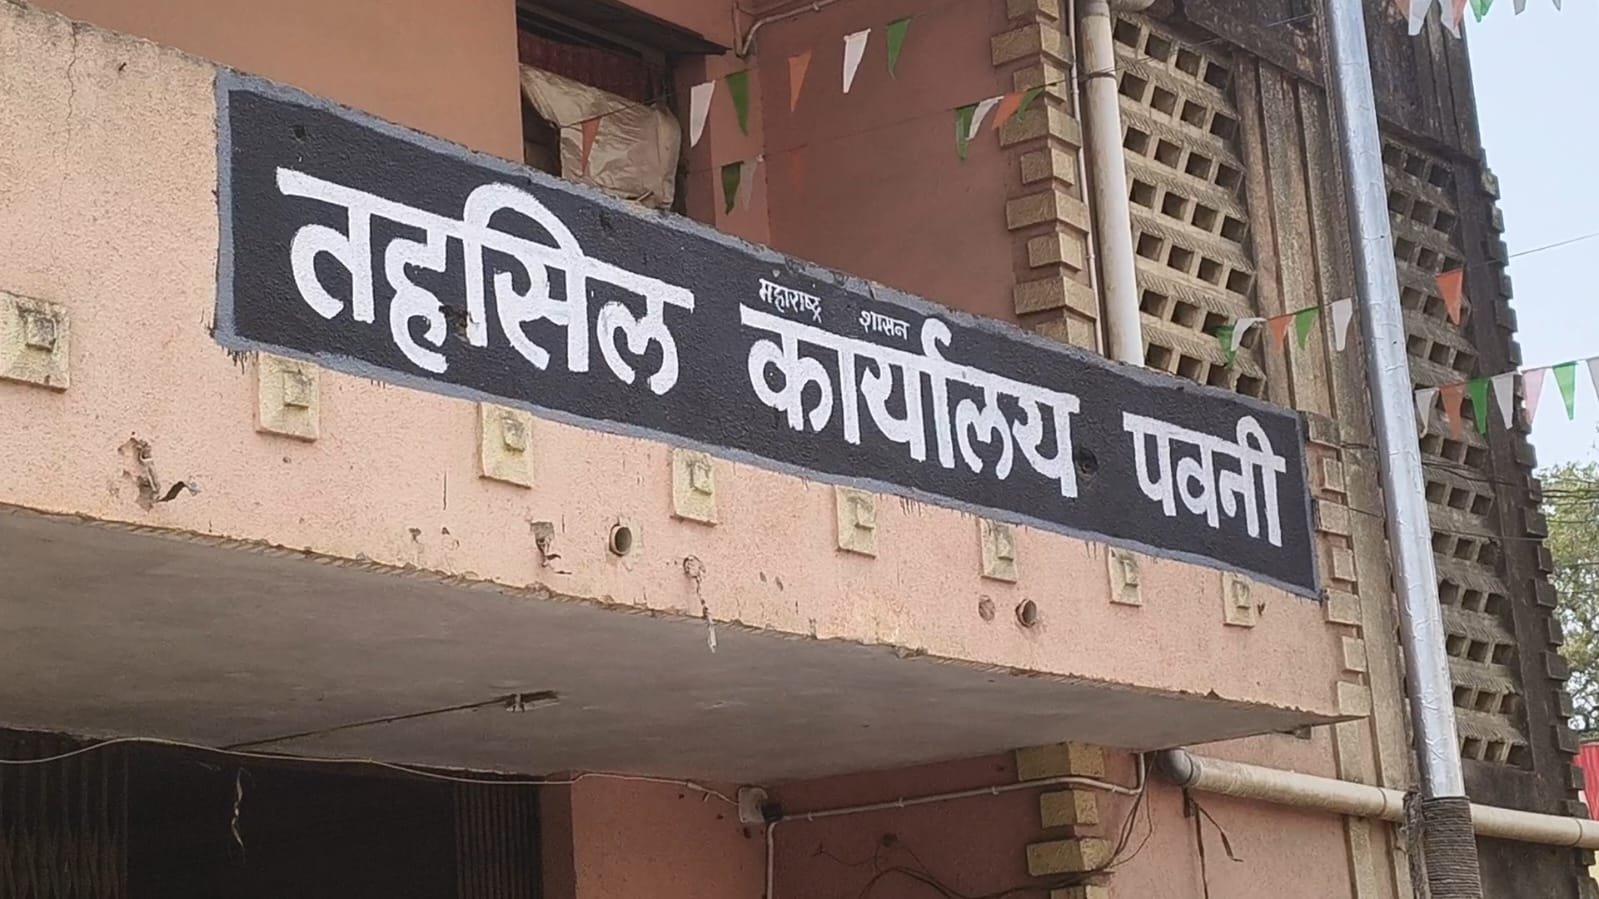 महाराष्ट्र शासन
तहसिल कार्यालय पवनी